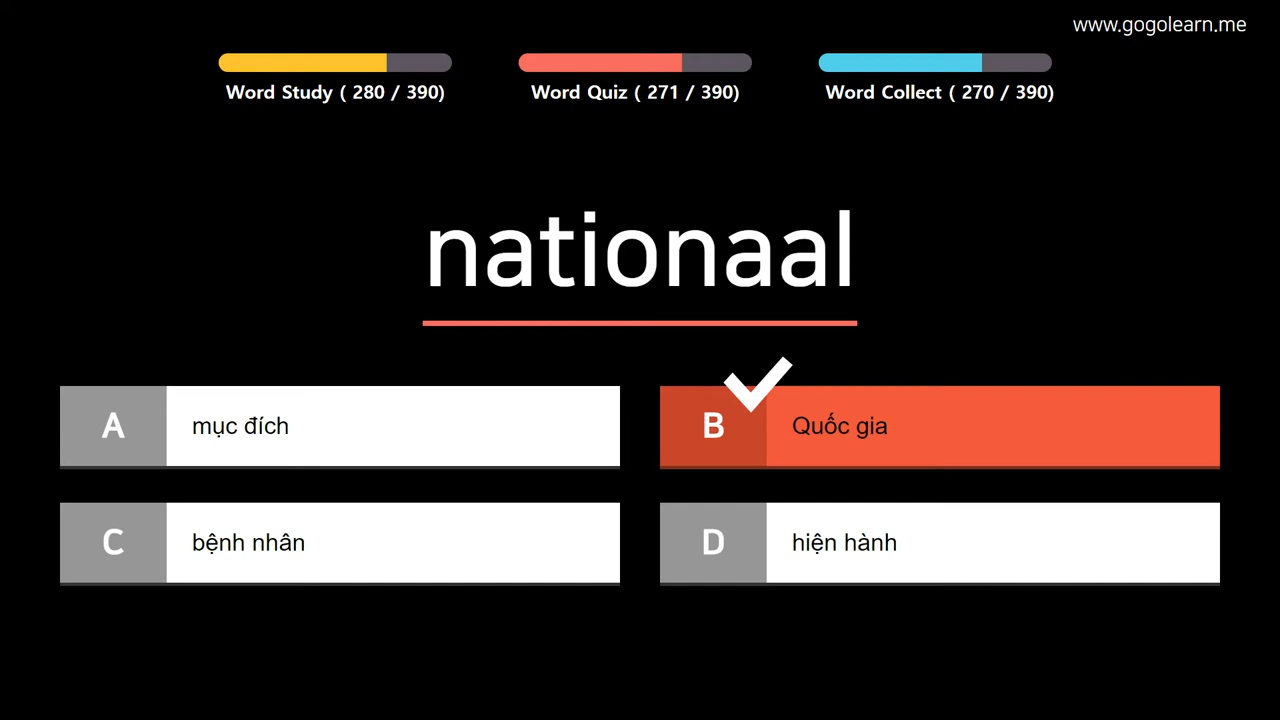 www.gogolearn.me
Word Study ( 280 / 390)
Word Quiz ( 271 / 390)
Word Collect ( 270 / 390)
nationaal
A mục đích
B Quốc gia
C bệnh nhân
D hiện hành